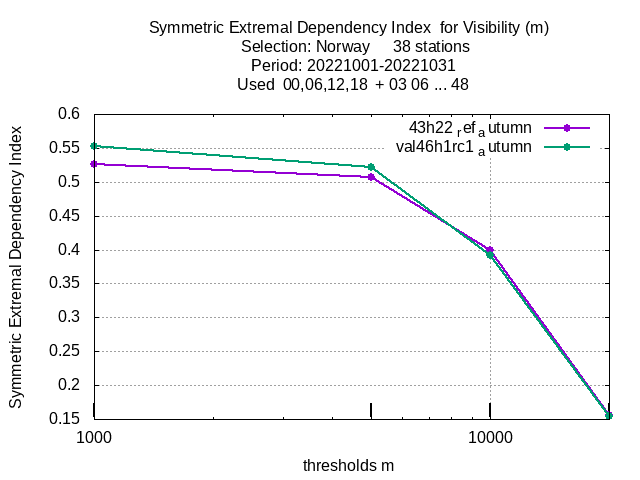 Symmetric Extremal Dependency Index for Visibility (m)
Selection: Norway 38 stations
Period: 20221001-20221031
Used 00,06,12,18 + 03 06 ... 48
43h22refautumn
val46h1rc1autumn
Symmetric Extremal Dependency Index
0.6
0.55
0.5
0.45
0.4
0.35
0.3
0.25
0.2
0.15
1000 10000
thresholds m